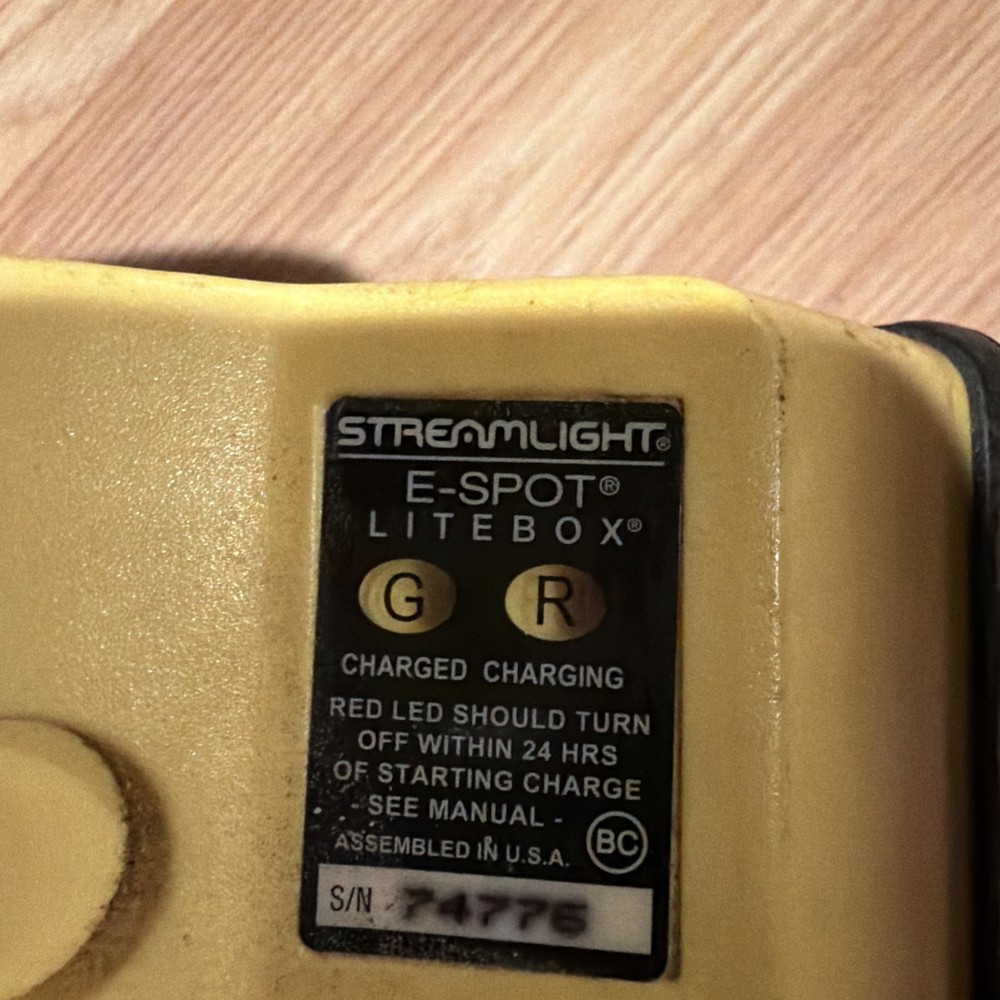 STREAMLIGHT®
E-SPOT®
LITEBOX®
G R
CHARGED CHARGING
RED LED SHOULD TURN
OFF WITHIN 24 HRS
OF STARTING CHARGE
- SEE MANUAL -
ASSEMBLED IN U.S.A. BC
S/N